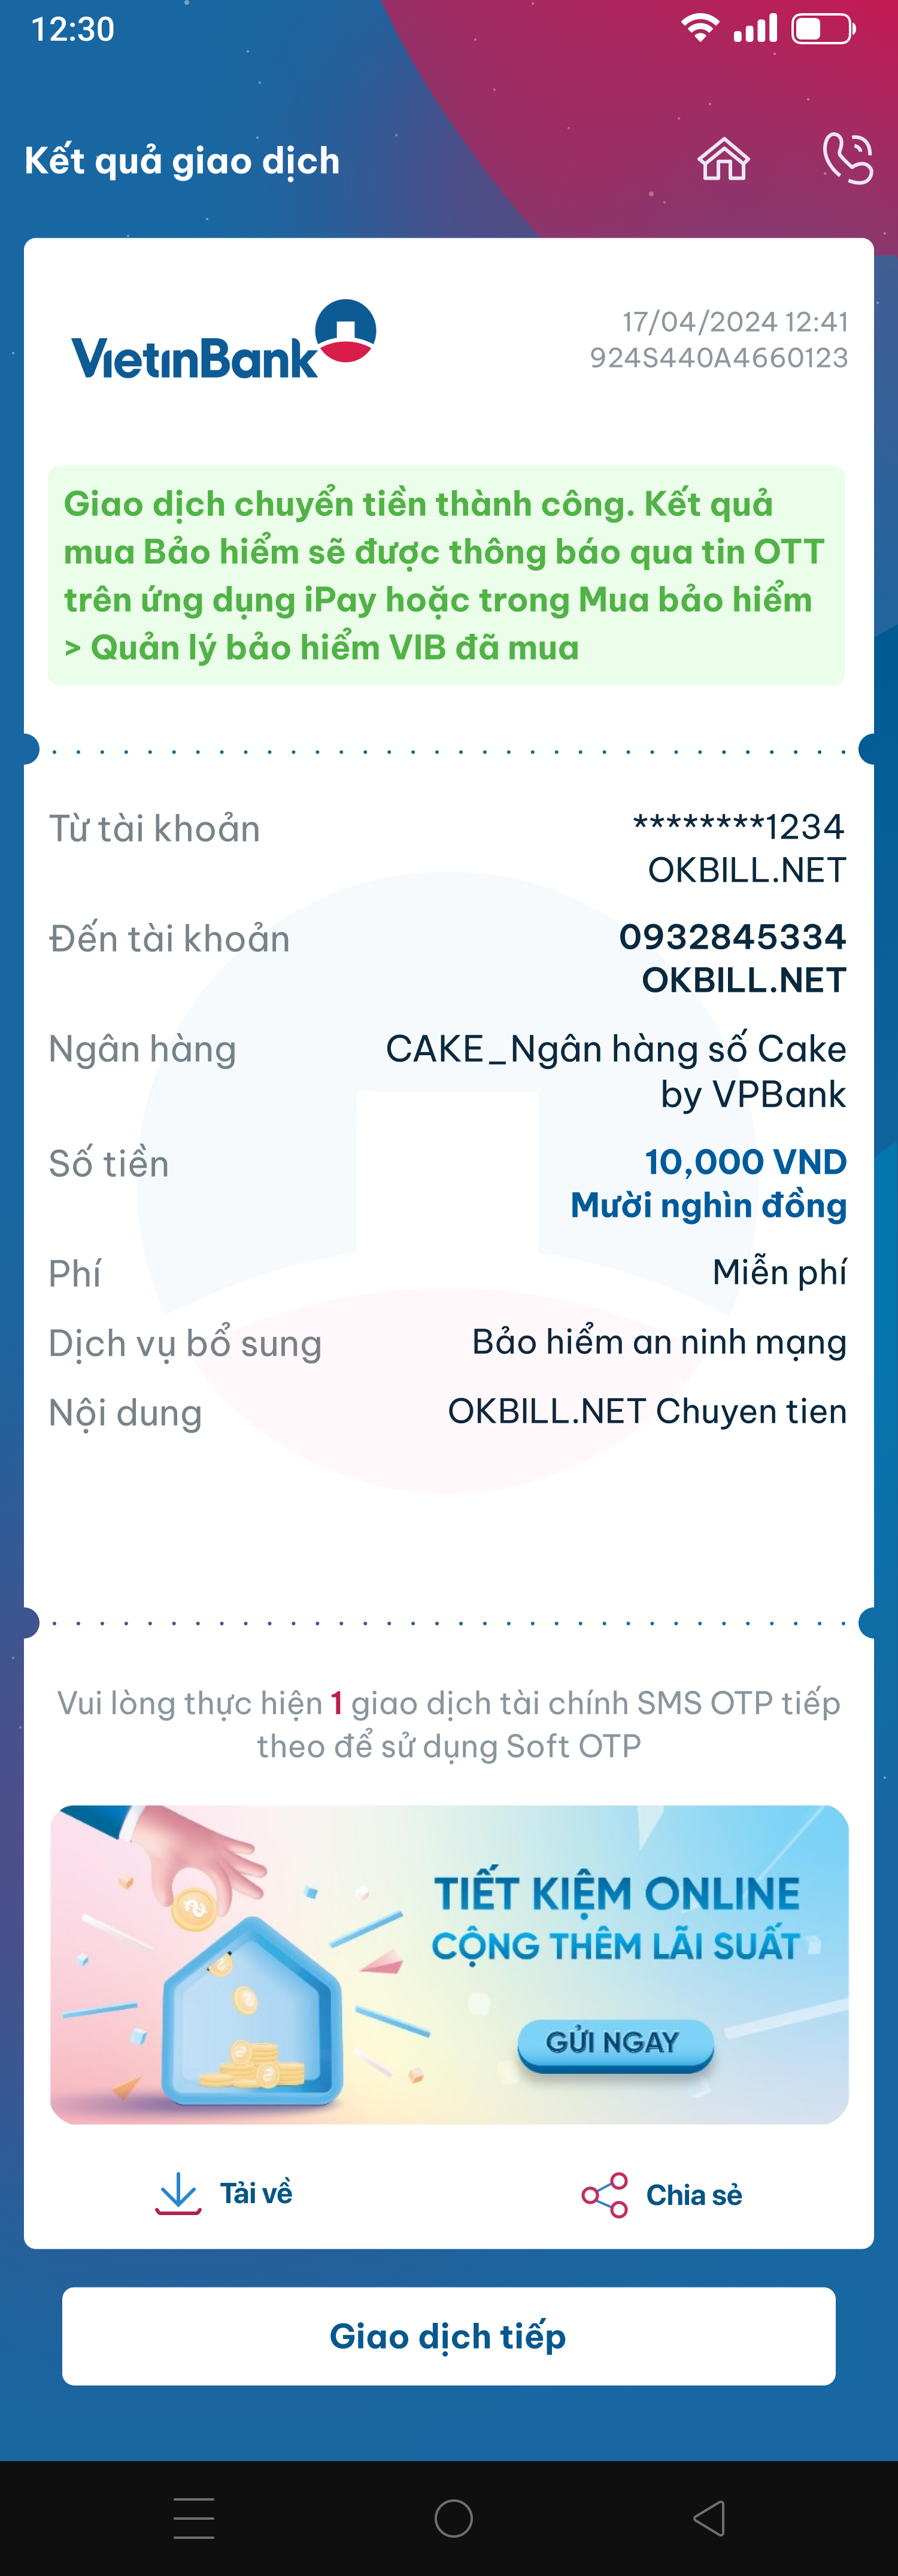 12:30
Kết quả giao dịch
VietinBank
17/04/2024 12:41
924S440A4660123
Giao dịch chuyển tiền thành công. Kết quả
mua Bảo hiểm sẽ được thông báo qua tin OTT
trên ứng dụng iPay hoặc trong Mua bảo hiểm
> Quản lý bảo hiểm VIB đã mua
Từ tài khoản
********1234
OKBILL.NET
Đến tài khoản
0932845334
OKBILL.NET
Ngân hàng
CAKE_Ngân hàng số Cake
by VPBank
Số tiền
10,000 VND
Mười nghìn đồng
Phí
Miễn phí
Dịch vụ bổ sung
Bảo hiểm an ninh mạng
Nội dung
OKBILL.NET Chuyen tien
Vui lòng thực hiện 1 giao dịch tài chính SMS OTP tiếp
theo để sử dụng Soft OTP
TIẾT KIỆM ONLINE
CỘNG THÊM LÃI SUẤT
GỬI NGAY
Tải về
Chia sẻ
Giao dịch tiếp